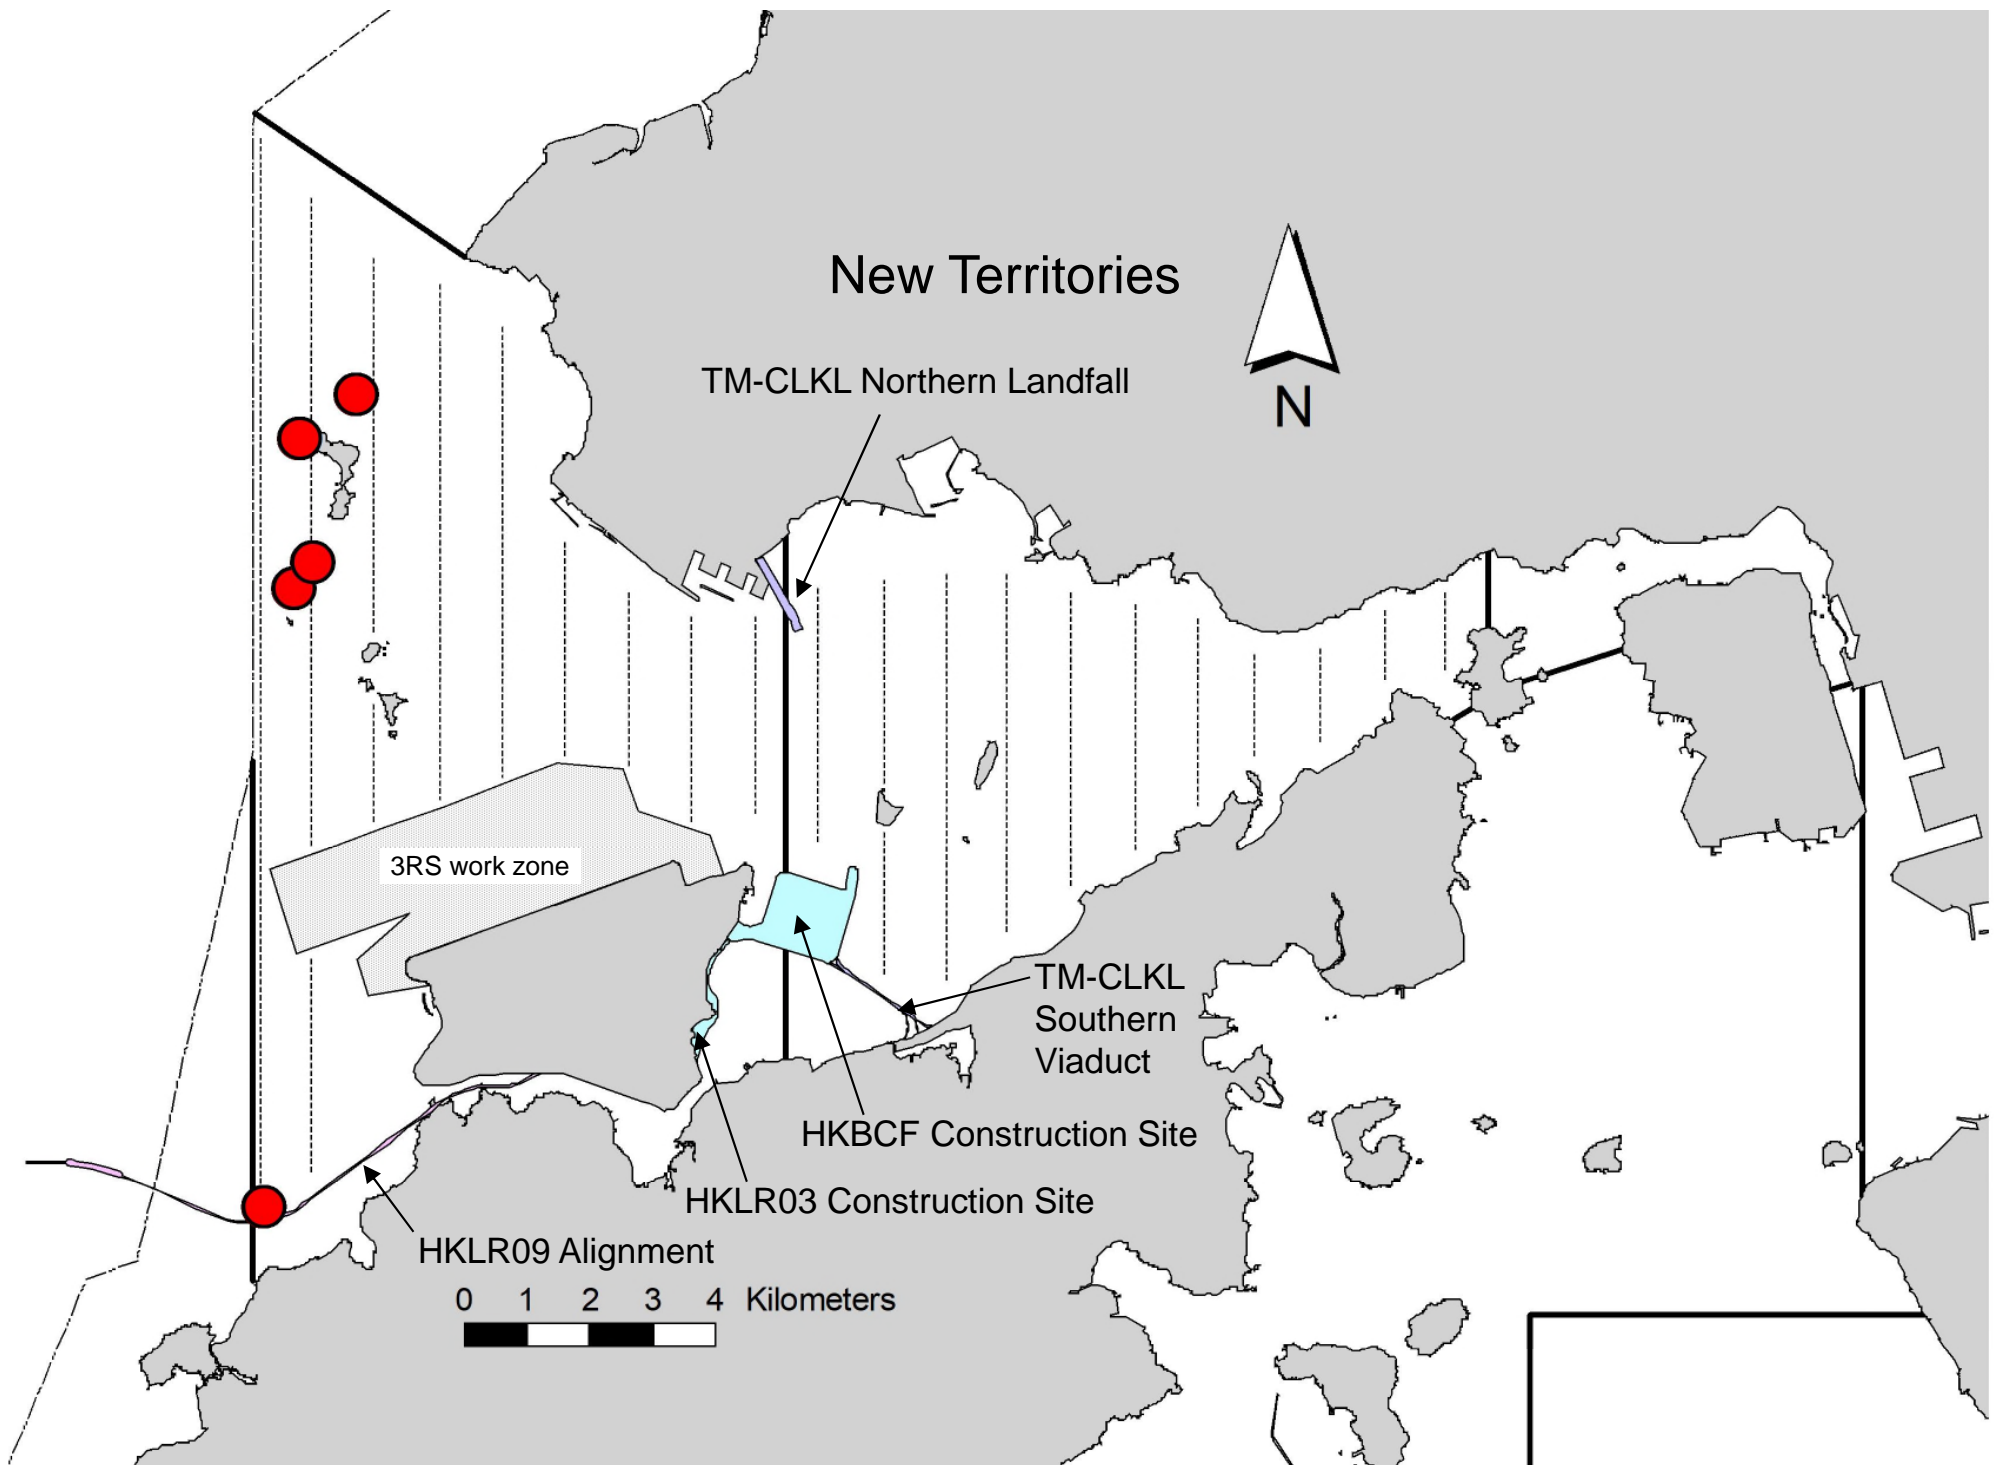 New Territories
TM-CLKL Northern Landfall
N
3RS work zone
TM-CLKL
Southern
Viaduct
HKBCF Construction Site
HKLR03 Construction Site
HKLR09 Alignment
0 1 2 3 4 Kilometers